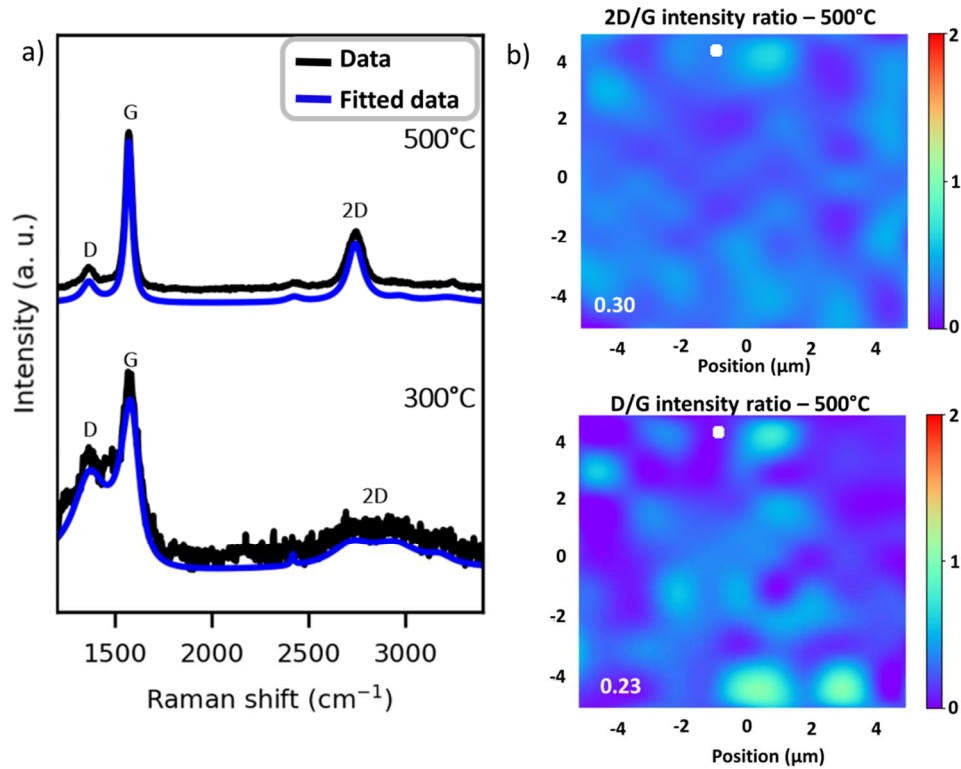 a)
Data
Fitted data
500°C
G
D
2D
300°C
G
D
2D
Intensity (a. u.)
1500 2000 2500 3000
Raman shift (cm⁻¹)
b)
2D/G intensity ratio – 500°C
4
2
0
-2
-4
0.30
-4 -2 0 2 4
Position (µm)
2
1
0
D/G intensity ratio – 500°C
4
2
0
-2
-4
0.23
-4 -2 0 2 4
Position (µm)
2
1
0